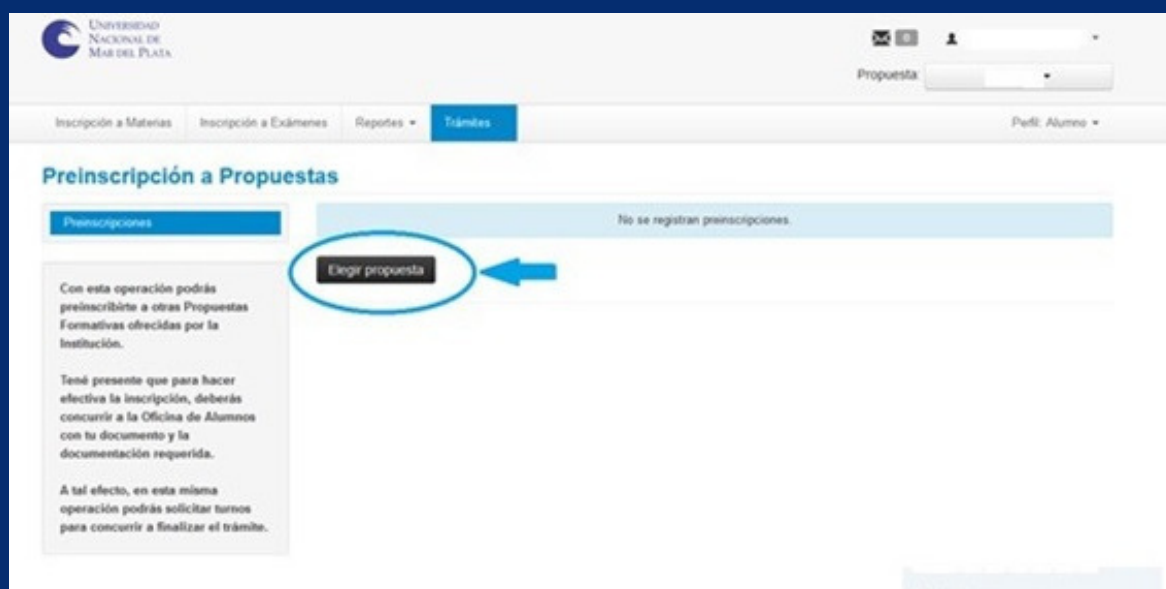 UNIVERSIDAD
NACIONAL DE
MAR DEL PLATA
0
Propuesta:
Inscripción a Materias Inscripción a Exámenes Reportes Trámites Perfil: Alumno
Preinscripción a Propuestas
Preinscripciones
No se registran preinscripciones.
Elegir propuesta
Con esta operación podrás
preinscribirte a otras Propuestas
Formativas ofrecidas por la
Institución.
Tené presente que para hacer
efectiva la inscripción, deberás
concurrir a la Oficina de Alumnos
con tu documento y la
documentación requerida.
A tal efecto, en esta misma
operación podrás solicitar turnos
para concurrir a finalizar el trámite.